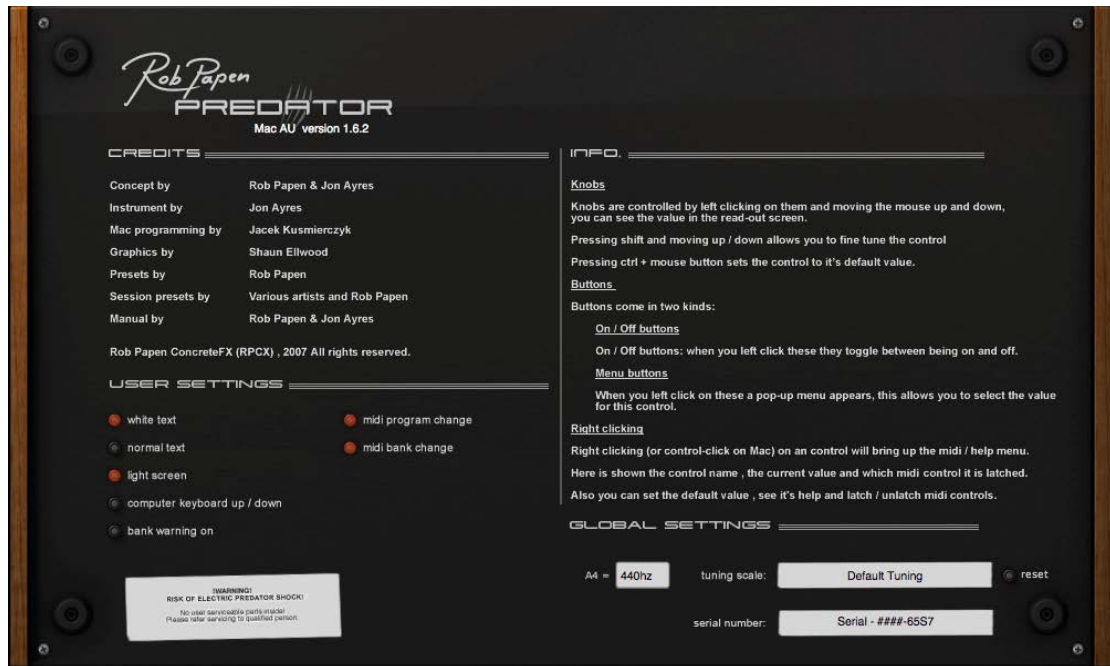 Rob Papen
PREDATOR
Mac AU version 1.6.2
CREDITS
Concept by Rob Papen & Jon Ayres
Instrument by Jon Ayres
Mac programming by Jacek Kusmierczyk
Graphics by Shaun Ellwood
Presets by Rob Papen
Session presets by Various artists and Rob Papen
Manual by Rob Papen & Jon Ayres
Rob Papen ConcreteFX (RPCX) , 2007 All rights reserved.
USER SETTINGS
white text
normal text
light screen
computer keyboard up / down
bank warning on
midi program change
midi bank change
!WARNING!
RISK OF ELECTRIC PREDATOR SHOCK!
No user serviceable parts inside!
Please refer servicing to qualified person.
INFO.
Knobs
Knobs are controlled by left clicking on them and moving the mouse up and down,
you can see the value in the read-out screen.
Pressing shift and moving up / down allows you to fine tune the control
Pressing ctrl + mouse button sets the control to it's default value.
Buttons
Buttons come in two kinds:
On / Off buttons
On / Off buttons: when you left click these they toggle between being on and off.
Menu buttons
When you left click on these a pop-up menu appears, this allows you to select the value
for this control.
Right clicking
Right clicking (or control-click on Mac) on an control will bring up the midi / help menu.
Here is shown the control name , the current value and which midi control it is latched.
Also you can set the default value , see it's help and latch / unlatch midi controls.
GLOBAL SETTINGS
A4 = 440hz tuning scale: Default Tuning reset
serial number: Serial - ####-65S7